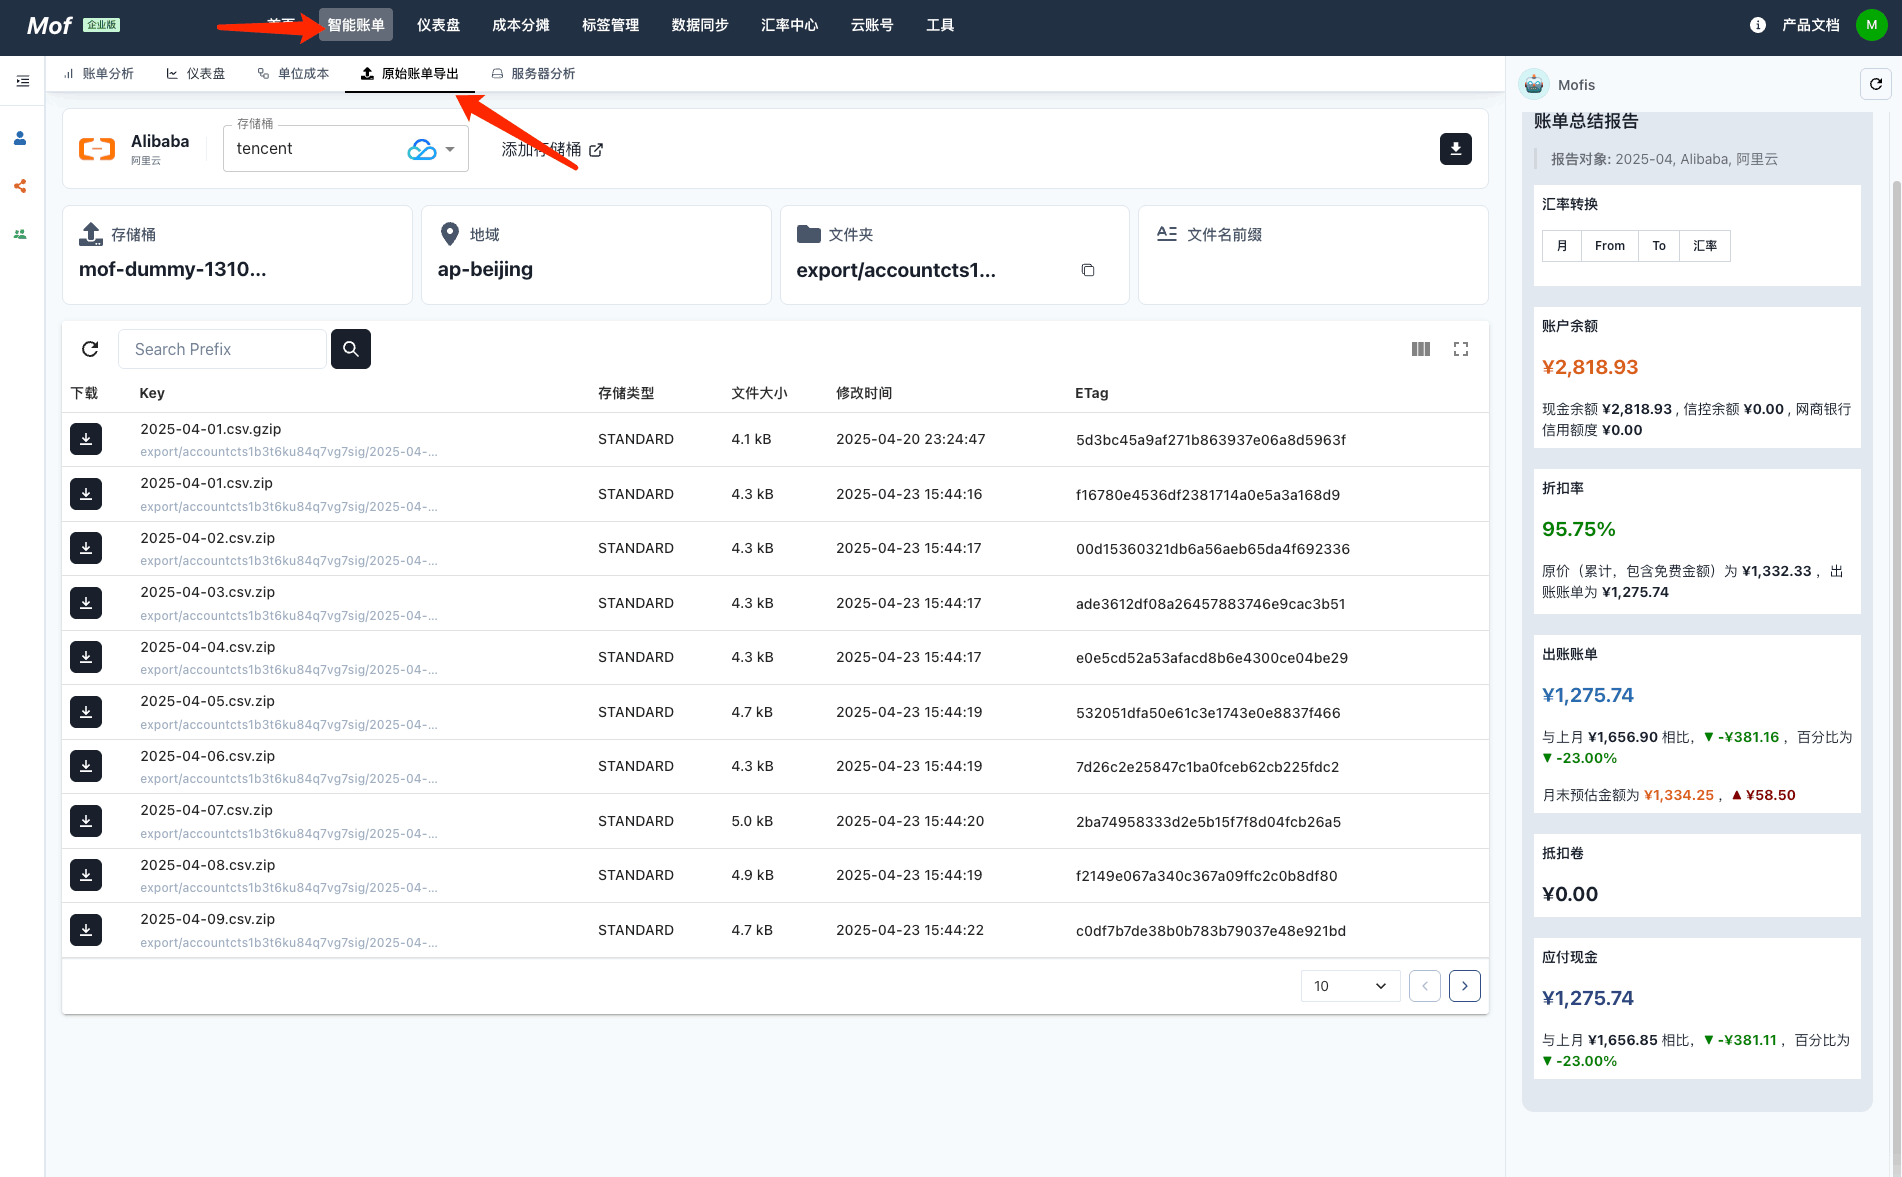 Mof 企业版
智能账单 仪表盘 成本分摊 标签管理 数据同步 汇率中心 云账号 工具
产品文档 M
账单分析 仪表盘 单位成本 原始账单导出 服务器分析
Alibaba
阿里云
存储桶
tencent
添加存储桶
存储桶
mof-dummy-1310...
地域
ap-beijing
文件夹
export/accountcts1...
文件名前缀
Search Prefix
下载 Key 存储类型 文件大小 修改时间 ETag
2025-04-01.csv.gzip
export/accountcts1b3t6ku84q7vg7sig/2025-04-...
STANDARD 4.1 kB 2025-04-20 23:24:47 5d3bc45a9af271b863937e06a8d5963f
2025-04-01.csv.zip
export/accountcts1b3t6ku84q7vg7sig/2025-04-...
STANDARD 4.3 kB 2025-04-23 15:44:16 f16780e4536df2381714a0e5a3a168d9
2025-04-02.csv.zip
export/accountcts1b3t6ku84q7vg7sig/2025-04-...
STANDARD 4.3 kB 2025-04-23 15:44:17 00d15360321db6a56aeb65da4f692336
2025-04-03.csv.zip
export/accountcts1b3t6ku84q7vg7sig/2025-04-...
STANDARD 4.3 kB 2025-04-23 15:44:17 ade3612df08a26457883746e9cac3b51
2025-04-04.csv.zip
export/accountcts1b3t6ku84q7vg7sig/2025-04-...
STANDARD 4.3 kB 2025-04-23 15:44:17 e0e5cd52a53afacd8b6e4300ce04be29
2025-04-05.csv.zip
export/accountcts1b3t6ku84q7vg7sig/2025-04-...
STANDARD 4.7 kB 2025-04-23 15:44:19 532051dfa50e61c3e1743e0e8837f466
2025-04-06.csv.zip
export/accountcts1b3t6ku84q7vg7sig/2025-04-...
STANDARD 4.3 kB 2025-04-23 15:44:19 7d26c2e25847c1ba0fceb62cb225fdc2
2025-04-07.csv.zip
export/accountcts1b3t6ku84q7vg7sig/2025-04-...
STANDARD 5.0 kB 2025-04-23 15:44:20 2ba74958333d2e5b15f7f8d04fcb26a5
2025-04-08.csv.zip
export/accountcts1b3t6ku84q7vg7sig/2025-04-...
STANDARD 4.9 kB 2025-04-23 15:44:19 f2149e067a340c367a09ffc2c0b8df80
2025-04-09.csv.zip
export/accountcts1b3t6ku84q7vg7sig/2025-04-...
STANDARD 4.7 kB 2025-04-23 15:44:22 c0df7b7de38b0b783b79037e48e921bd
10
Mofis
账单总结报告
报告对象: 2025-04, Alibaba, 阿里云
汇率转换
月 From To 汇率
账户余额
¥2,818.93
现金余额 ¥2,818.93 , 信控余额 ¥0.00 , 网商银行
信用额度 ¥0.00
折扣率
95.75%
原价（累计，包含免费金额）为 ¥1,332.33 ，出
账账单为 ¥1,275.74
出账账单
¥1,275.74
与上月 ¥1,656.90 相比，▼ -¥381.16 ，百分比为
▼ -23.00%
月末预估金额为 ¥1,334.25 ，▲ ¥58.50
抵扣卷
¥0.00
应付现金
¥1,275.74
与上月 ¥1,656.85 相比，▼ -¥381.11 ，百分比为
▼ -23.00%